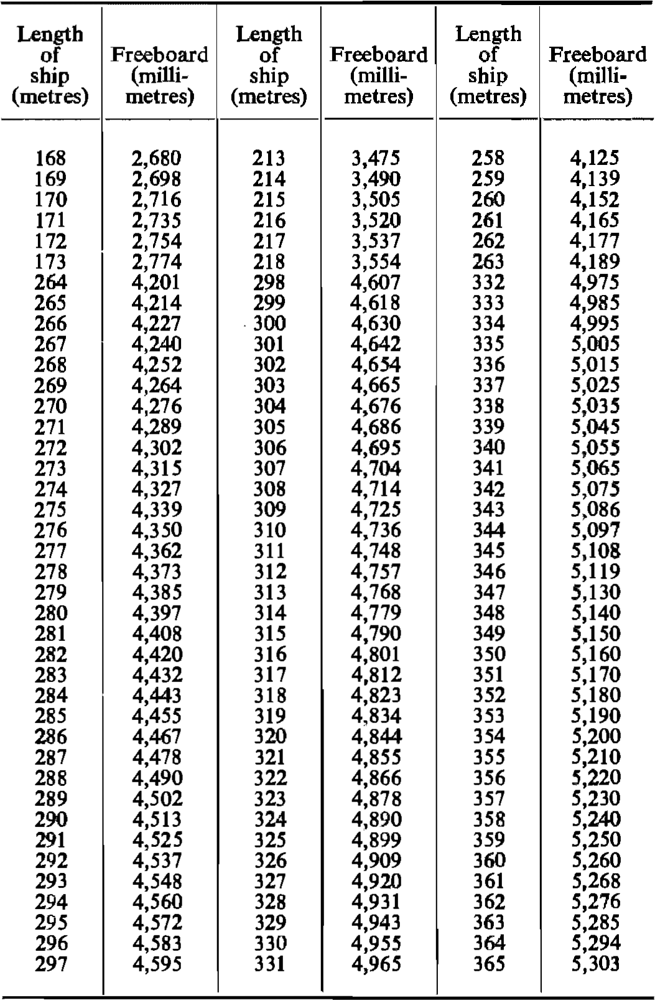 Length of ship (metres) Freeboard (milli-metres) Length of ship (metres) Freeboard (milli-metres) Length of ship (metres) Freeboard (milli-metres)
168 2,680 213 3,475 258 4,125
169 2,698 214 3,490 259 4,139
170 2,716 215 3,505 260 4,152
171 2,735 216 3,520 261 4,165
172 2,754 217 3,537 262 4,177
173 2,774 218 3,554 263 4,189
264 4,201 298 4,607 332 4,975
265 4,214 299 4,618 333 4,985
266 4,227 300 4,630 334 4,995
267 4,240 301 4,642 335 5,005
268 4,252 302 4,654 336 5,015
269 4,264 303 4,665 337 5,025
270 4,276 304 4,676 338 5,035
271 4,289 305 4,686 339 5,045
272 4,302 306 4,695 340 5,055
273 4,315 307 4,704 341 5,065
274 4,327 308 4,714 342 5,075
275 4,339 309 4,725 343 5,086
276 4,350 310 4,736 344 5,097
277 4,362 311 4,748 345 5,108
278 4,373 312 4,757 346 5,119
279 4,385 313 4,768 347 5,130
280 4,397 314 4,779 348 5,140
281 4,408 315 4,790 349 5,150
282 4,420 316 4,801 350 5,160
283 4,432 317 4,812 351 5,170
284 4,443 318 4,823 352 5,180
285 4,455 319 4,834 353 5,190
286 4,467 320 4,844 354 5,200
287 4,478 321 4,855 355 5,210
288 4,490 322 4,866 356 5,220
289 4,502 323 4,878 357 5,230
290 4,513 324 4,890 358 5,240
291 4,525 325 4,899 359 5,250
292 4,537 326 4,909 360 5,260
293 4,548 327 4,920 361 5,268
294 4,560 328 4,931 362 5,276
295 4,572 329 4,943 363 5,285
296 4,583 330 4,955 364 5,294
297 4,595 331 4,965 365 5,303